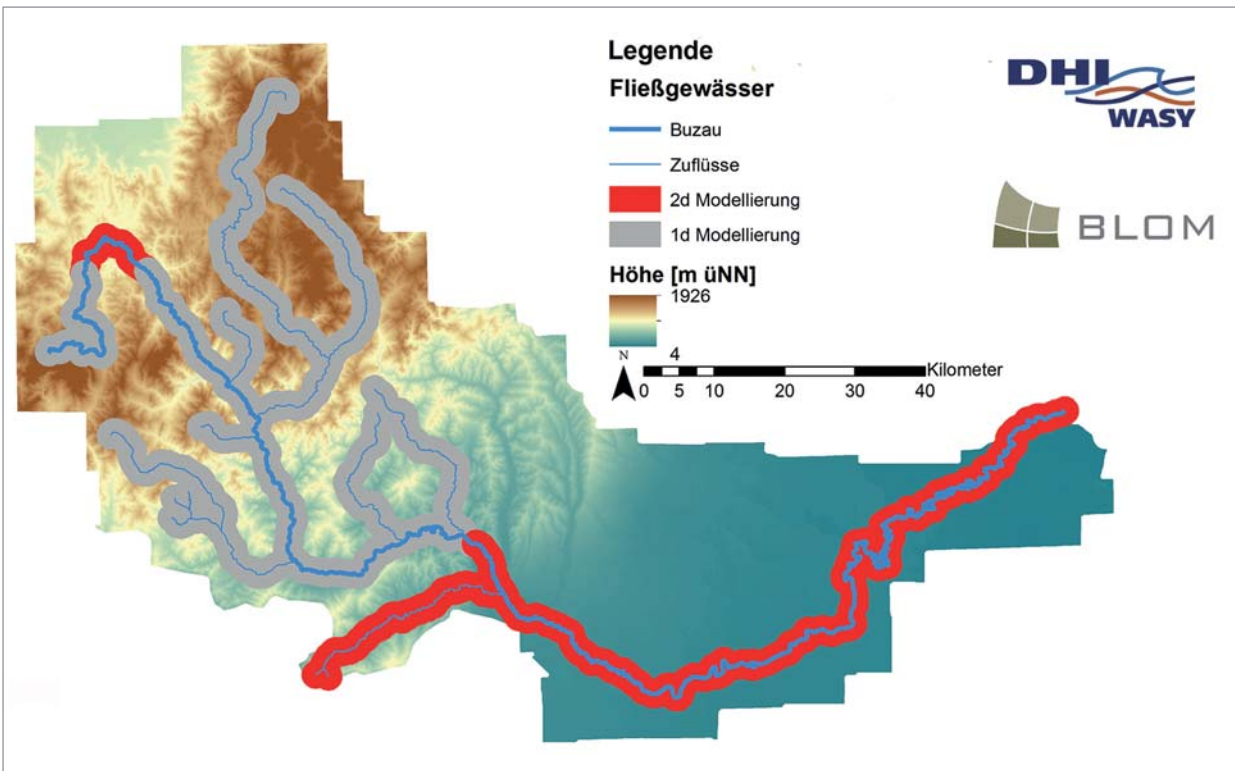 Legende
Fließgewässer
Buzau
Zuflüsse
2d Modellierung
1d Modellierung
Höhe [m üNN]
1926
4
N
Kilometer
0 5 10 20 30 40
DHI
WASY
BLOM